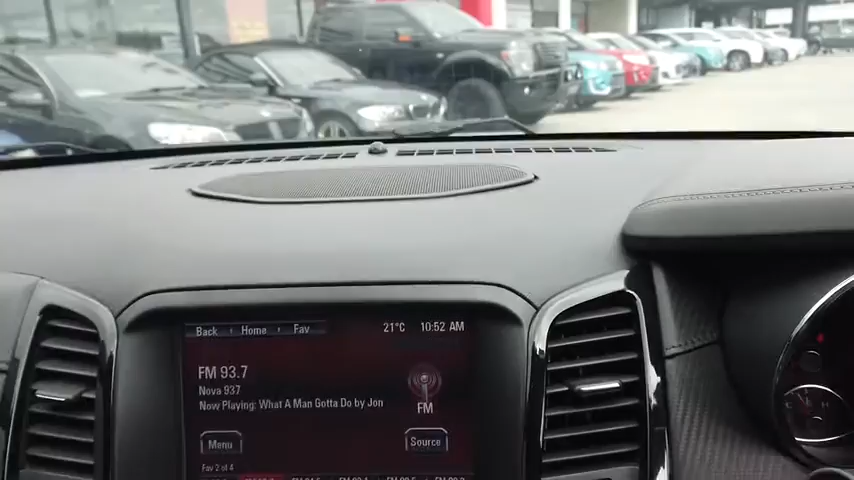 Back Home Fav 21°C 10:52 AM
FM 93.7
Nova 937
Now Playing: What A Man Gotta Do by Jon
FM
Menu
Source
Fav 2 of 4